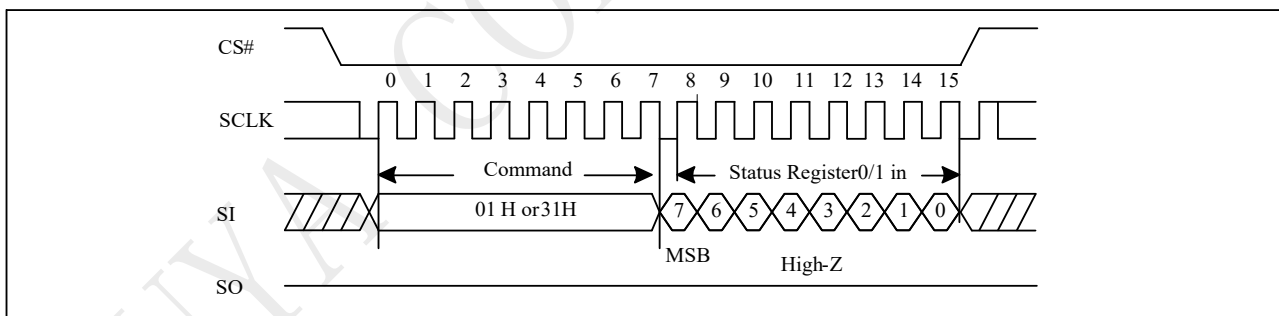 CS#
0 1 2 3 4 5 6 7 8 9 10 11 12 13 14 15
SCLK
Command Status Register0/1 in
SI 01 H or31H 7 6 5 4 3 2 1 0
MSB High-Z
SO